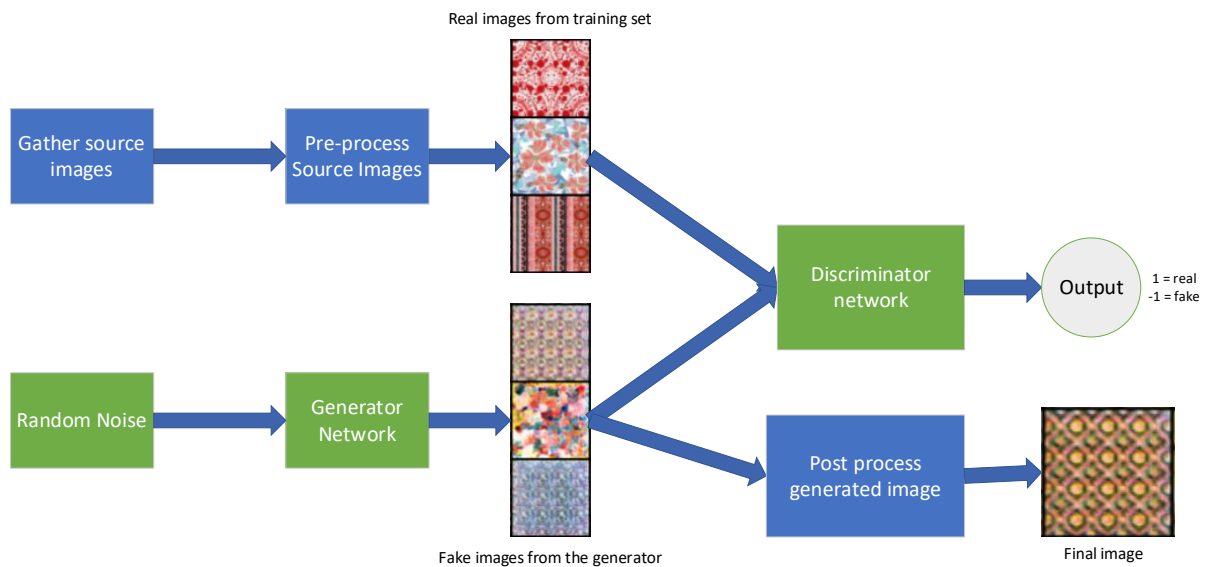 Real images from training set
Gather source
images
Pre-process
Source Images
Discriminator
network
Output
1 = real
-1 = fake
Random Noise
Generator
Network
Post process
generated image
Fake images from the generator
Final image